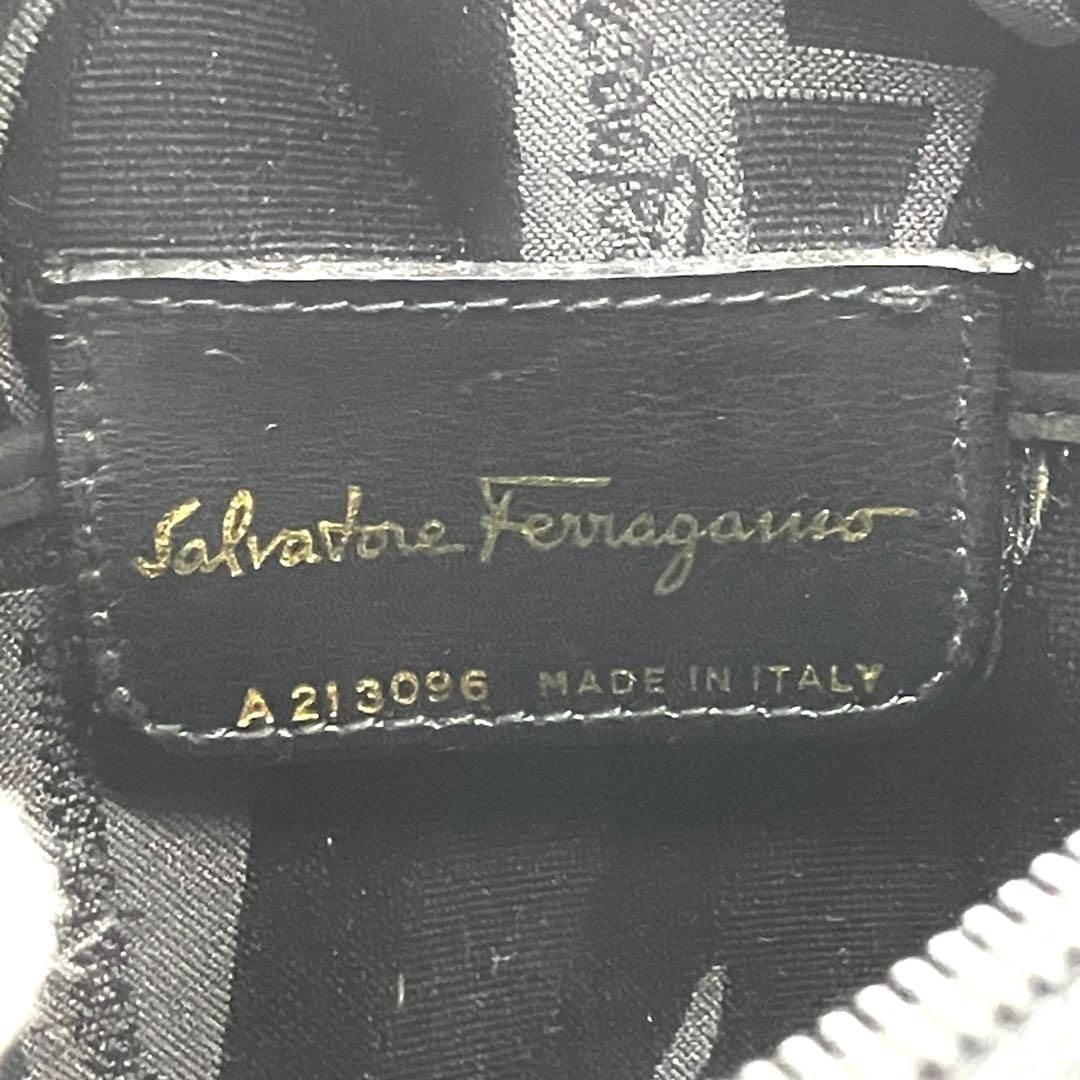 Salvatore Ferragamo
A 213096 MADE IN ITALY